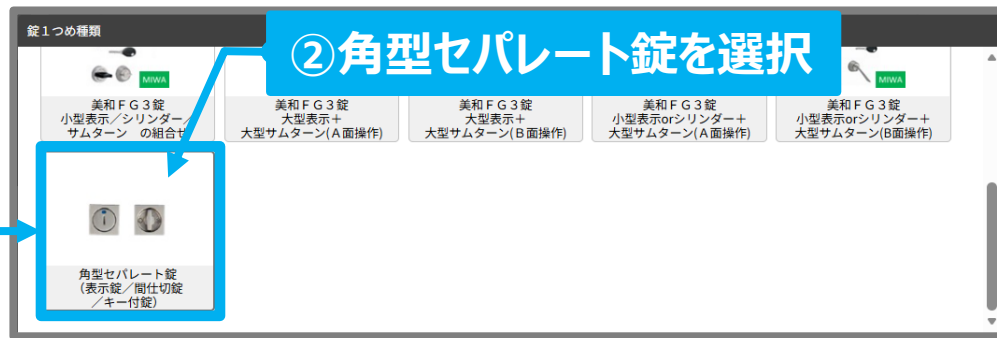 錠1つめ種類
②角型セパレート錠を選択
MIWA
MIWA
美和ＦＧ３錠
小型表示／シリンダー／
サムターン　の組合せ
美和ＦＧ３錠
大型表示＋
大型サムターン(Ａ面操作)
美和ＦＧ３錠
大型表示＋
大型サムターン(Ｂ面操作)
美和ＦＧ３錠
小型表示orシリンダー＋
大型サムターン(Ａ面操作)
美和ＦＧ３錠
小型表示orシリンダー＋
大型サムターン(B面操作)
角型セパレート錠
（表示錠／間仕切錠
／キー付錠）